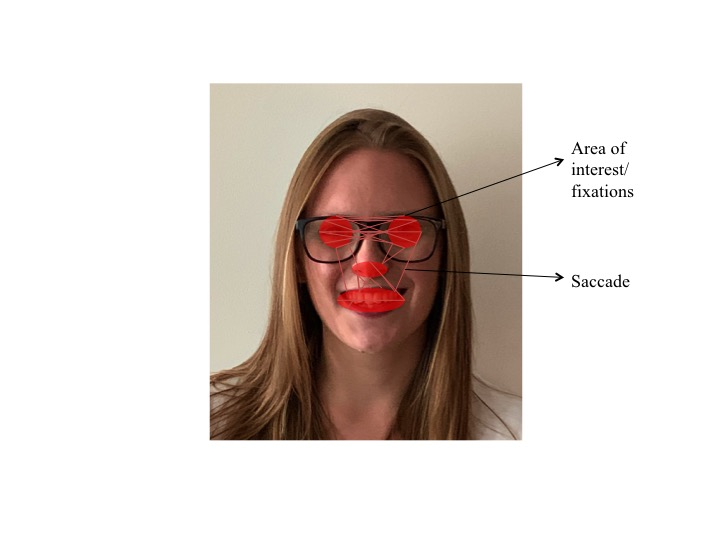 Area of
interest/
fixations
Saccade